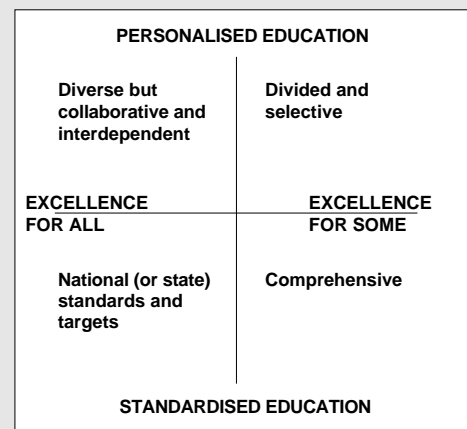 PERSONALISED EDUCATION
Diverse but
collaborative and
interdependent
Divided and
selective
EXCELLENCE
FOR ALL
EXCELLENCE
FOR SOME
National (or state)
standards and
targets
Comprehensive
STANDARDISED EDUCATION